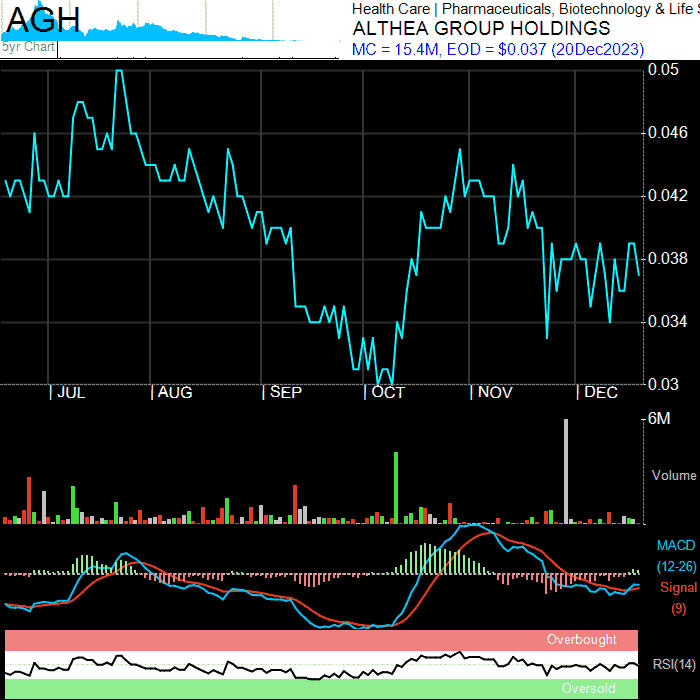 AGH
5yr Chart
Health Care | Pharmaceuticals, Biotechnology & Life S
ALTHEA GROUP HOLDINGS
MC = 15.4M, EOD = $0.037 (20Dec2023)
0.05
0.046
0.042
0.038
0.034
0.03
| JUL | AUG | SEP | OCT | NOV | DEC
6M
Volume
MACD
(12-26)
Signal
(9)
Overbought
RSI(14)
Oversold